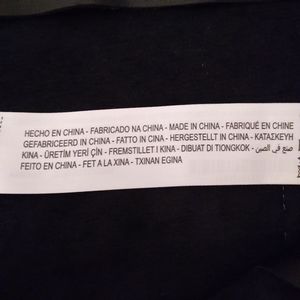 HECHO EN CHINA - FABRICADO NA CHINA - MADE IN CHINA - FABRIQUÉ EN CHINE
GEFABRICEERD IN CHINA - FATTO IN CINA - HERGESTELLT IN CHINA - ΚΑΤΑΣΚΕΥΗ
ΚΙΝΑ - ÜRETİM YERİ ÇİN - FREMSTILLET I KINA - DIBUAT DI TIONGKOK - صنع في الصين
FEITO EN CHINA - FET A LA XINA - TXINAN EGINA